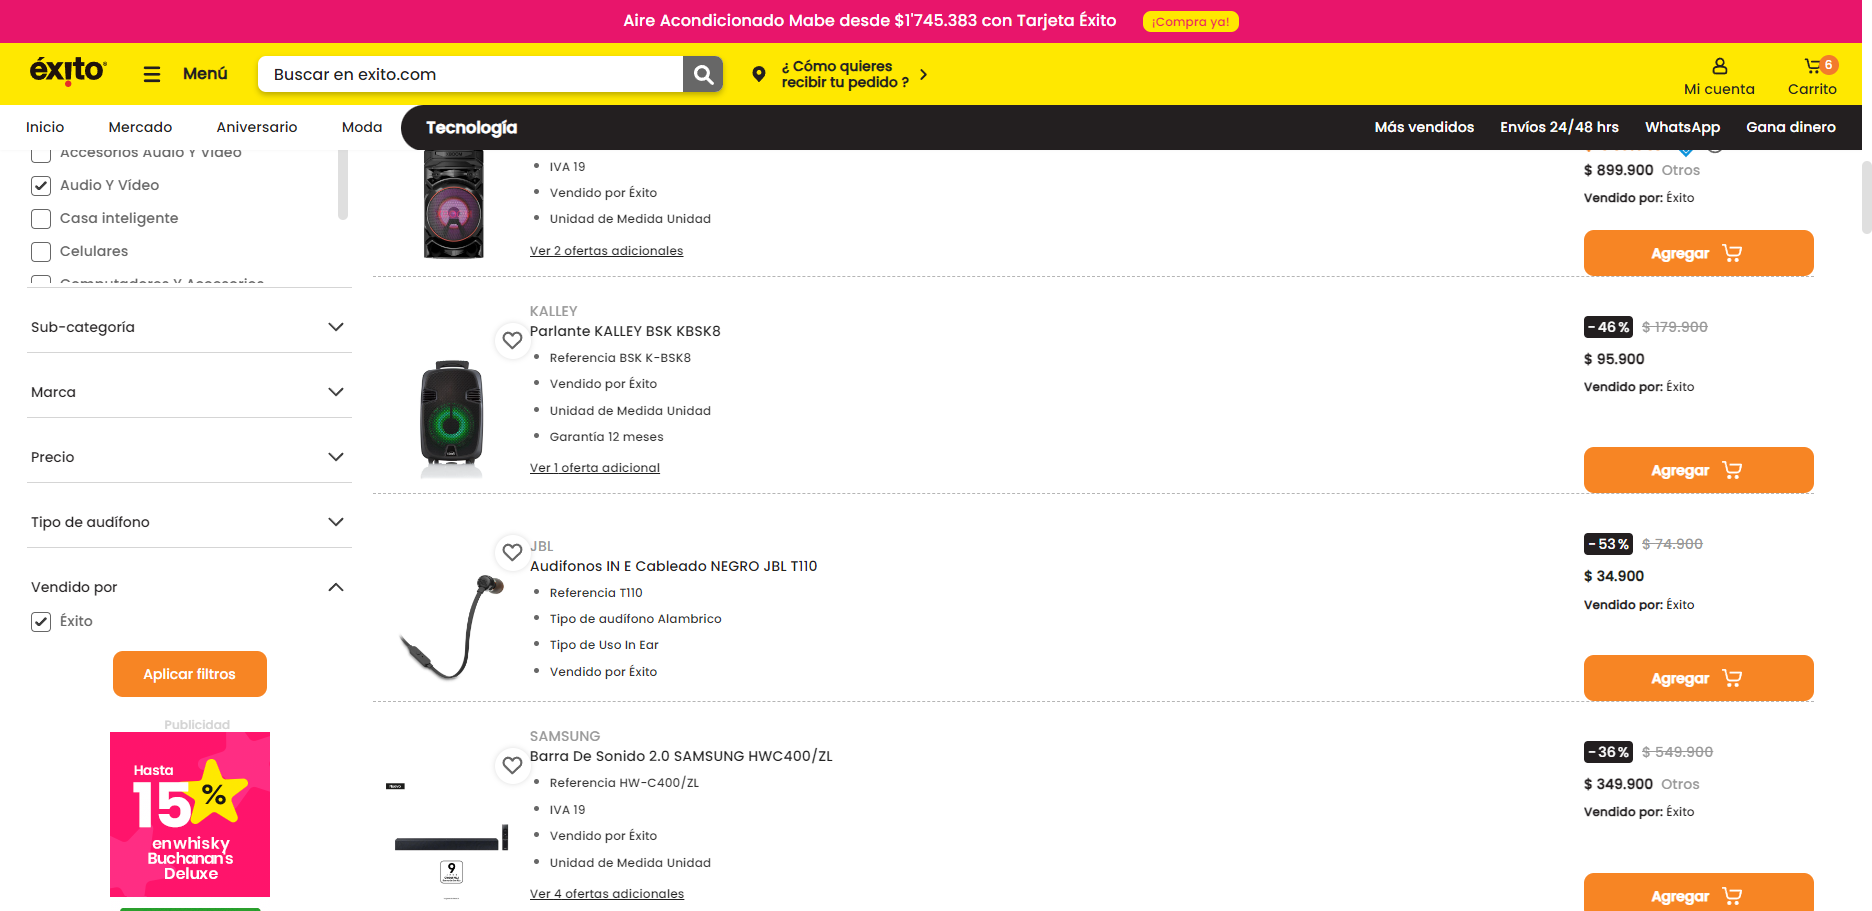 Aire Acondicionado Mabe desde $1'745.383 con Tarjeta Éxito ¡Compra ya!
éxito
Menú
Buscar en exito.com
¿ Cómo quieres
recibir tu pedido ?
Mi cuenta
6
Carrito
Inicio
Mercado
Aniversario
Moda
Tecnología
Más vendidos
Envíos 24/48 hrs
WhatsApp
Gana dinero
Accesorios Audio Y Video
Audio Y Vídeo
Casa inteligente
Celulares
Computadores Y Accesorios
Sub-categoría
Marca
Precio
Tipo de audífono
Vendido por
Éxito
Aplicar filtros
Publicidad
Hasta
15%
en whisky
Buchanan's
Deluxe
IVA 19
Vendido por Éxito
Unidad de Medida Unidad
Ver 2 ofertas adicionales
$ 899.900 Otros
Vendido por: Éxito
Agregar
KALLEY
Parlante KALLEY BSK KBSK8
Referencia BSK K-BSK8
Vendido por Éxito
Unidad de Medida Unidad
Garantía 12 meses
Ver 1 oferta adicional
-46% $ 179.900
$ 95.900
Vendido por: Éxito
Agregar
JBL
Audifonos IN E Cableado NEGRO JBL T110
Referencia T110
Tipo de audífono Alambrico
Tipo de Uso In Ear
Vendido por Éxito
-53% $ 74.900
$ 34.900
Vendido por: Éxito
Agregar
SAMSUNG
Barra De Sonido 2.0 SAMSUNG HWC400/ZL
Referencia HW-C400/ZL
IVA 19
Vendido por Éxito
Unidad de Medida Unidad
Ver 4 ofertas adicionales
9
-36% $ 549.900
$ 349.900 Otros
Vendido por: Éxito
Agregar